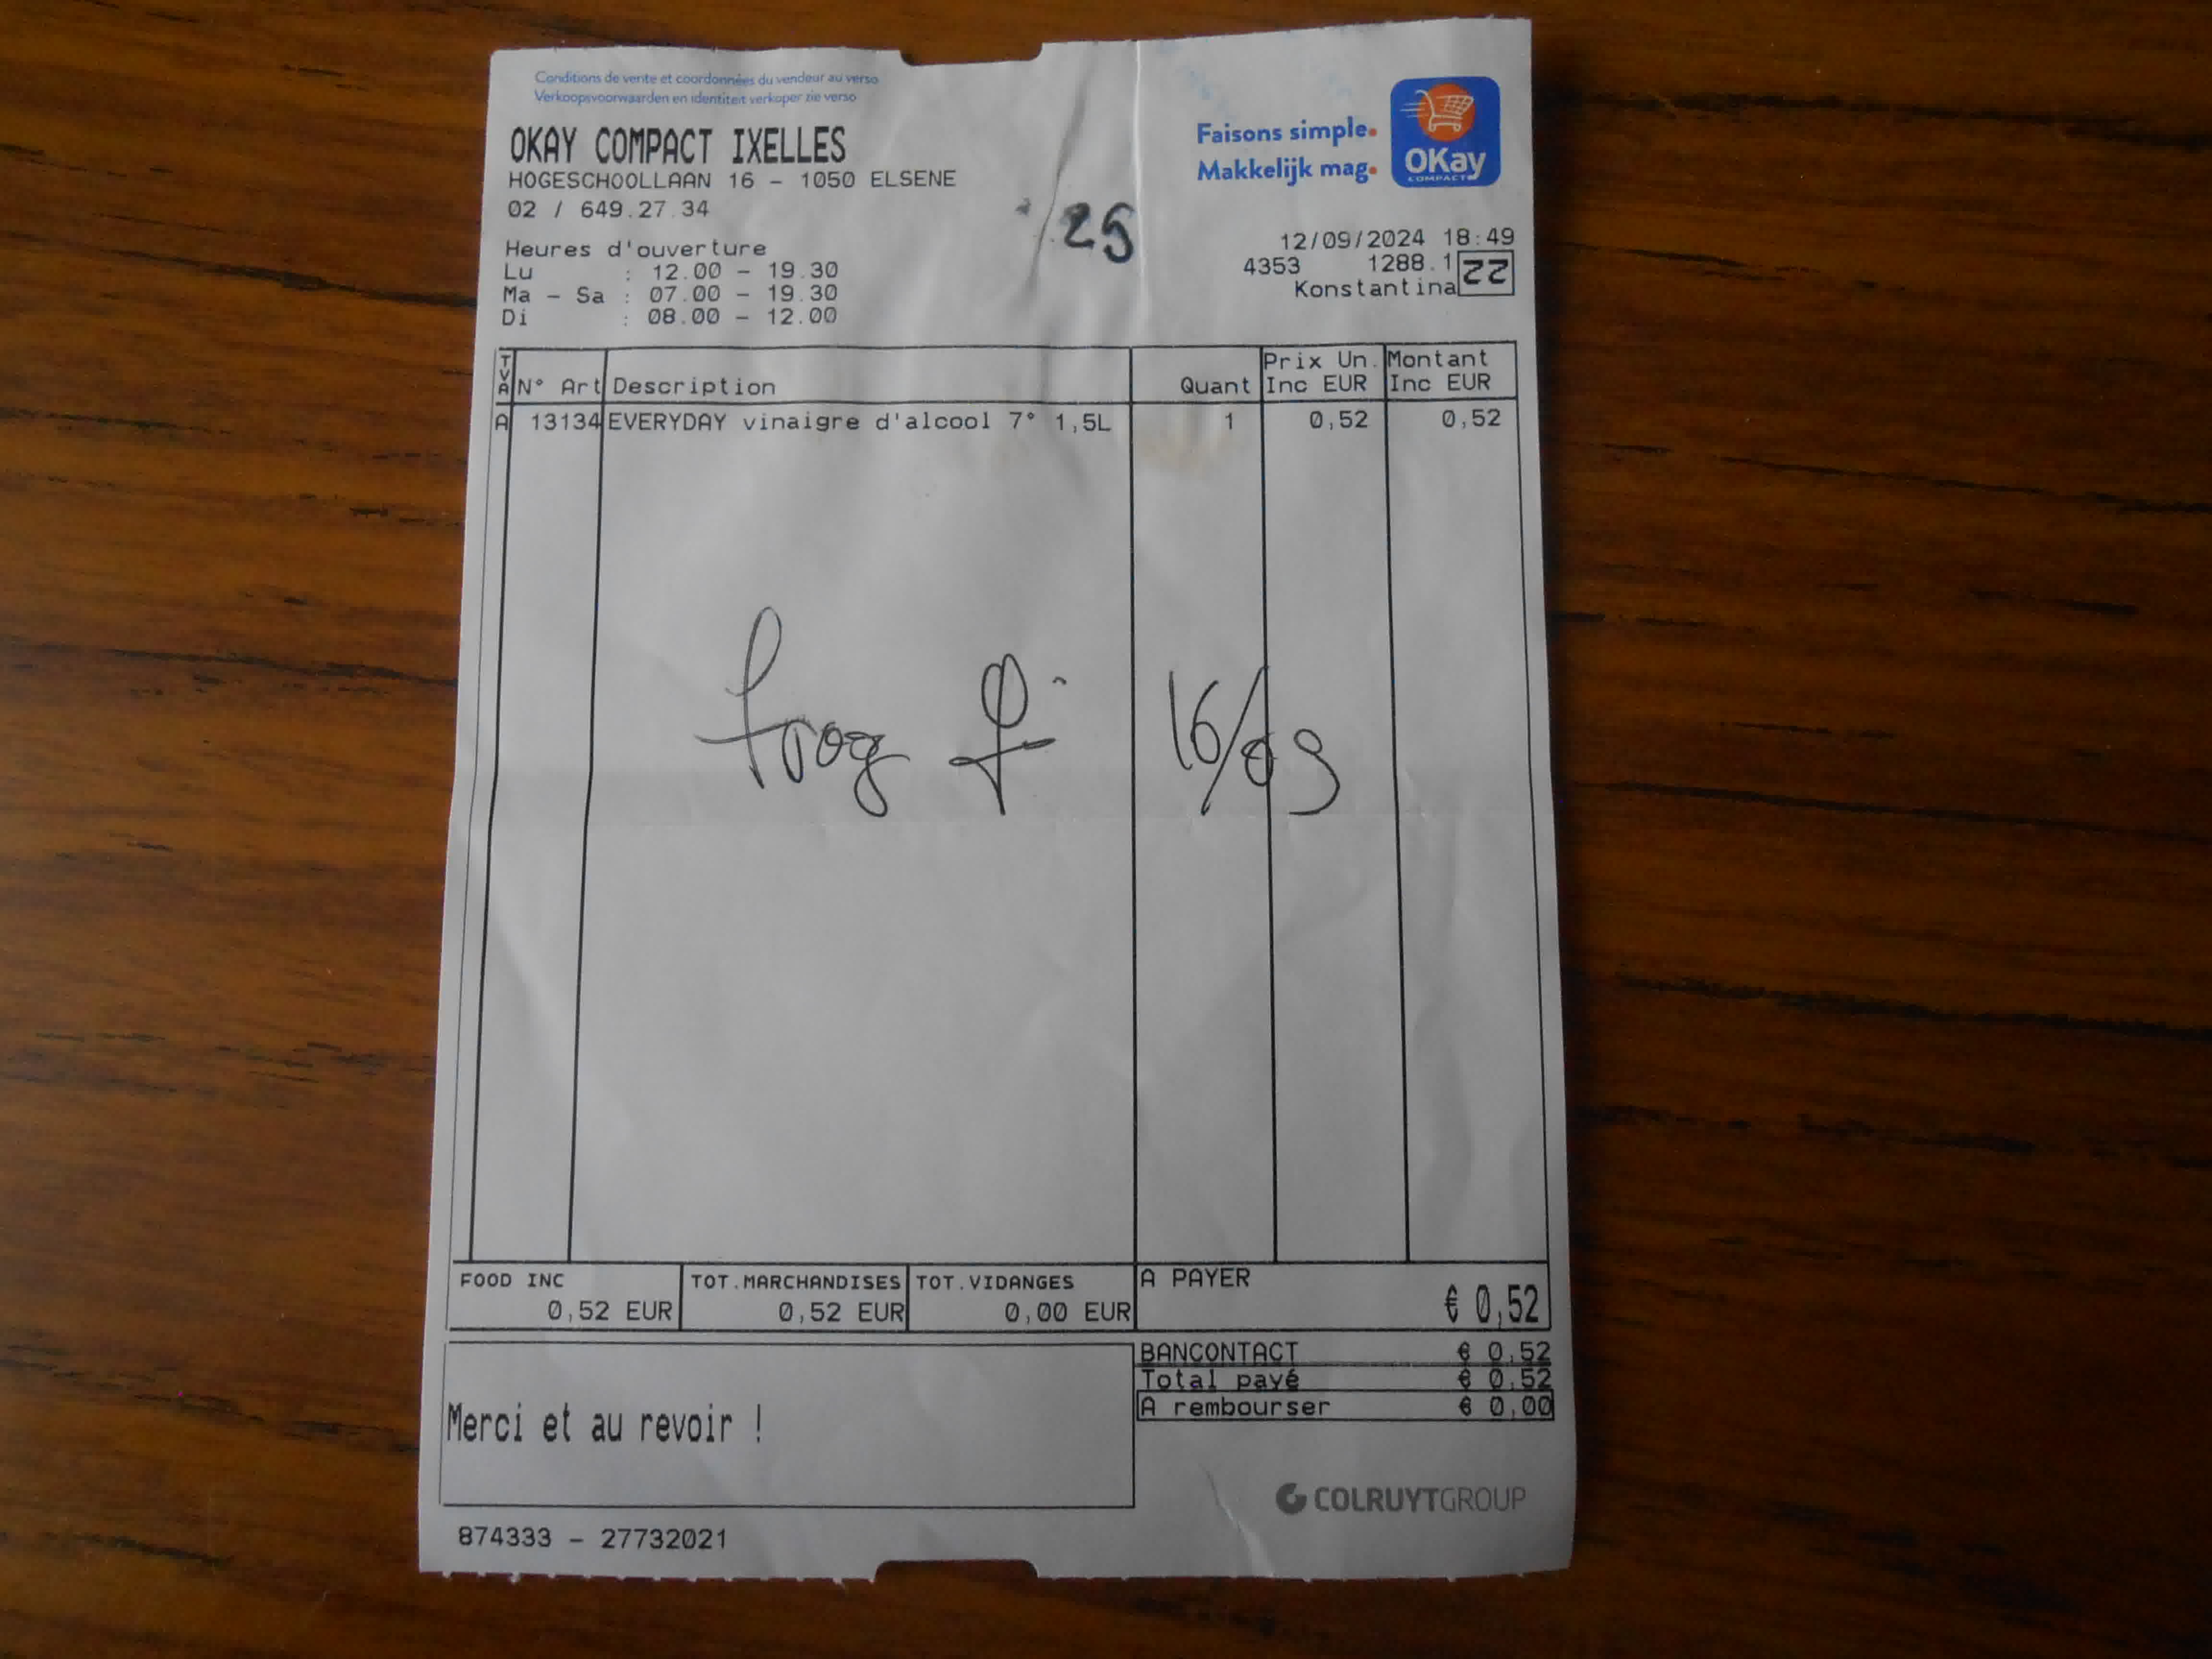 Conditions de vente et coordonnées du vendeur au verso
Verkoopsvoorwaarden en identiteit verkoper zie verso
OKAY COMPACT IXELLES
HOGESCHOOLLAAN 16 - 1050 ELSENE
02 / 649.27.34
Faisons simple.
Makkelijk mag.
OKay
COMPACT
25
Heures d'ouverture
Lu : 12.00 - 19.30
Ma - Sa : 07.00 - 19.30
Di : 08.00 - 12.00
12/09/2024 18:49
4353 1288.1
Konstantina 22
TVA N° Art Description Quant Prix Un. Inc EUR Montant Inc EUR
A 13134 EVERYDAY vinaigre d'alcool 7° 1,5L 1 0,52 0,52
frog fi 16/09
FOOD INC TOT.MARCHANDISES TOT.VIDANGES A PAYER
0,52 EUR 0,52 EUR 0,00 EUR € 0,52
BANCONTACT € 0,52
Total payé € 0,52
A rembourser € 0,00
Merci et au revoir !
COLRUYTGROUP
874333 - 27732021